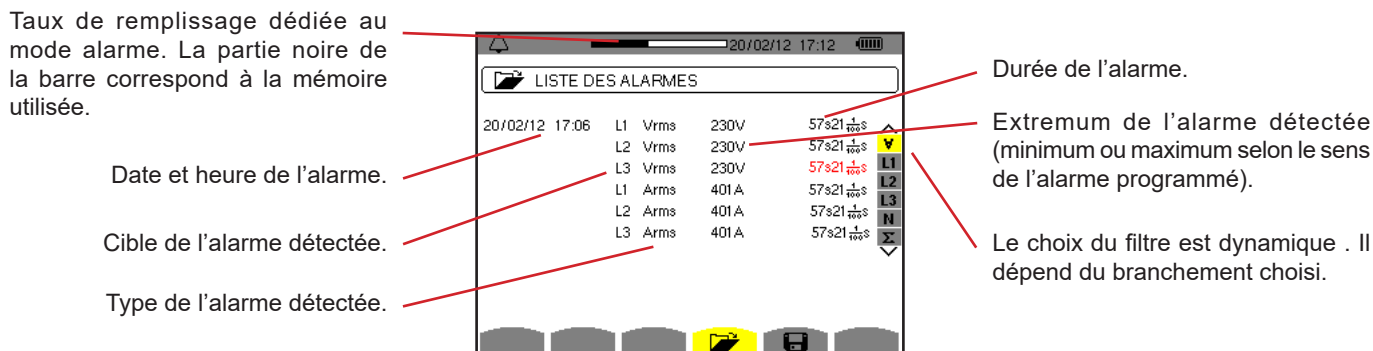 Taux de remplissage dédiée au
mode alarme. La partie noire de
la barre correspond à la mémoire
utilisée.
Date et heure de l’alarme.
Cible de l’alarme détectée.
Type de l’alarme détectée.
20/02/12 17:12
LISTE DES ALARMES
20/02/12 17:06 L1 Vrms 230V 57s21 1/100 s
L2 Vrms 230V 57s21 1/100 s
L3 Vrms 230V 57s21 1/100 s
L1 Arms 401A 57s21 1/100 s
L2 Arms 401A 57s21 1/100 s
L3 Arms 401A 57s21 1/100 s
∀
L1
L2
L3
N
Σ
Durée de l’alarme.
Extremum de l’alarme détectée
(minimum ou maximum selon le sens
de l’alarme programmé).
Le choix du filtre est dynamique . Il
dépend du branchement choisi.